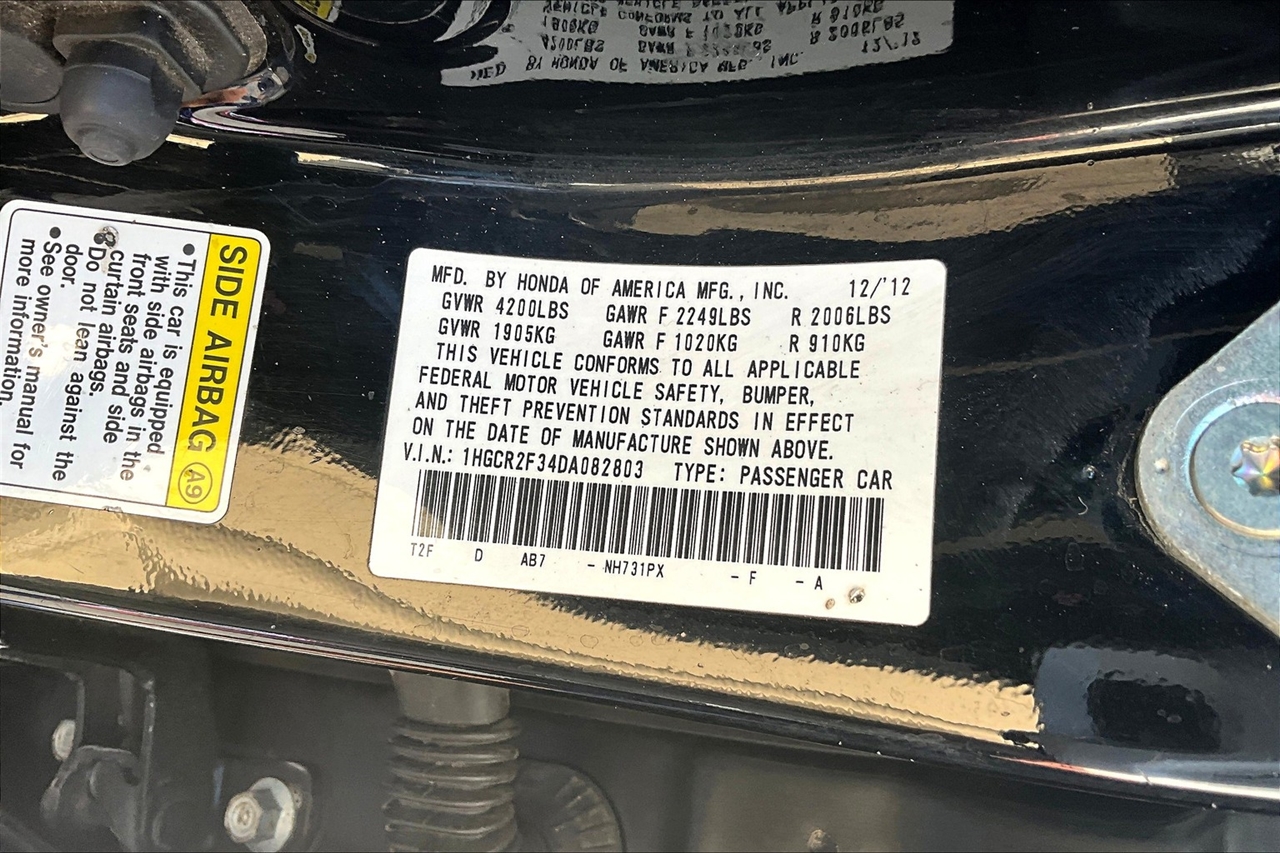 MFD. BY HONDA OF AMERICA MFG., INC. 12/'12
GVWR 4200LBS GAWR F 2249LBS R 2006LBS
GVWR 1905KG GAWR F 1020KG R 910KG
THIS VEHICLE CONFORMS TO ALL APPLICABLE
FEDERAL MOTOR VEHICLE SAFETY, BUMPER,
AND THEFT PREVENTION STANDARDS IN EFFECT
ON THE DATE OF MANUFACTURE SHOWN ABOVE.
V.I.N.: 1HGCR2F34DA082803 TYPE: PASSENGER CAR
T2F D AB7 - NH731PX - F - A
SIDE AIRBAG A9
• This car is equipped
with side airbags in the
front seats and side
curtain airbags.
• Do not lean against the
door.
• See owner's manual for
more information.